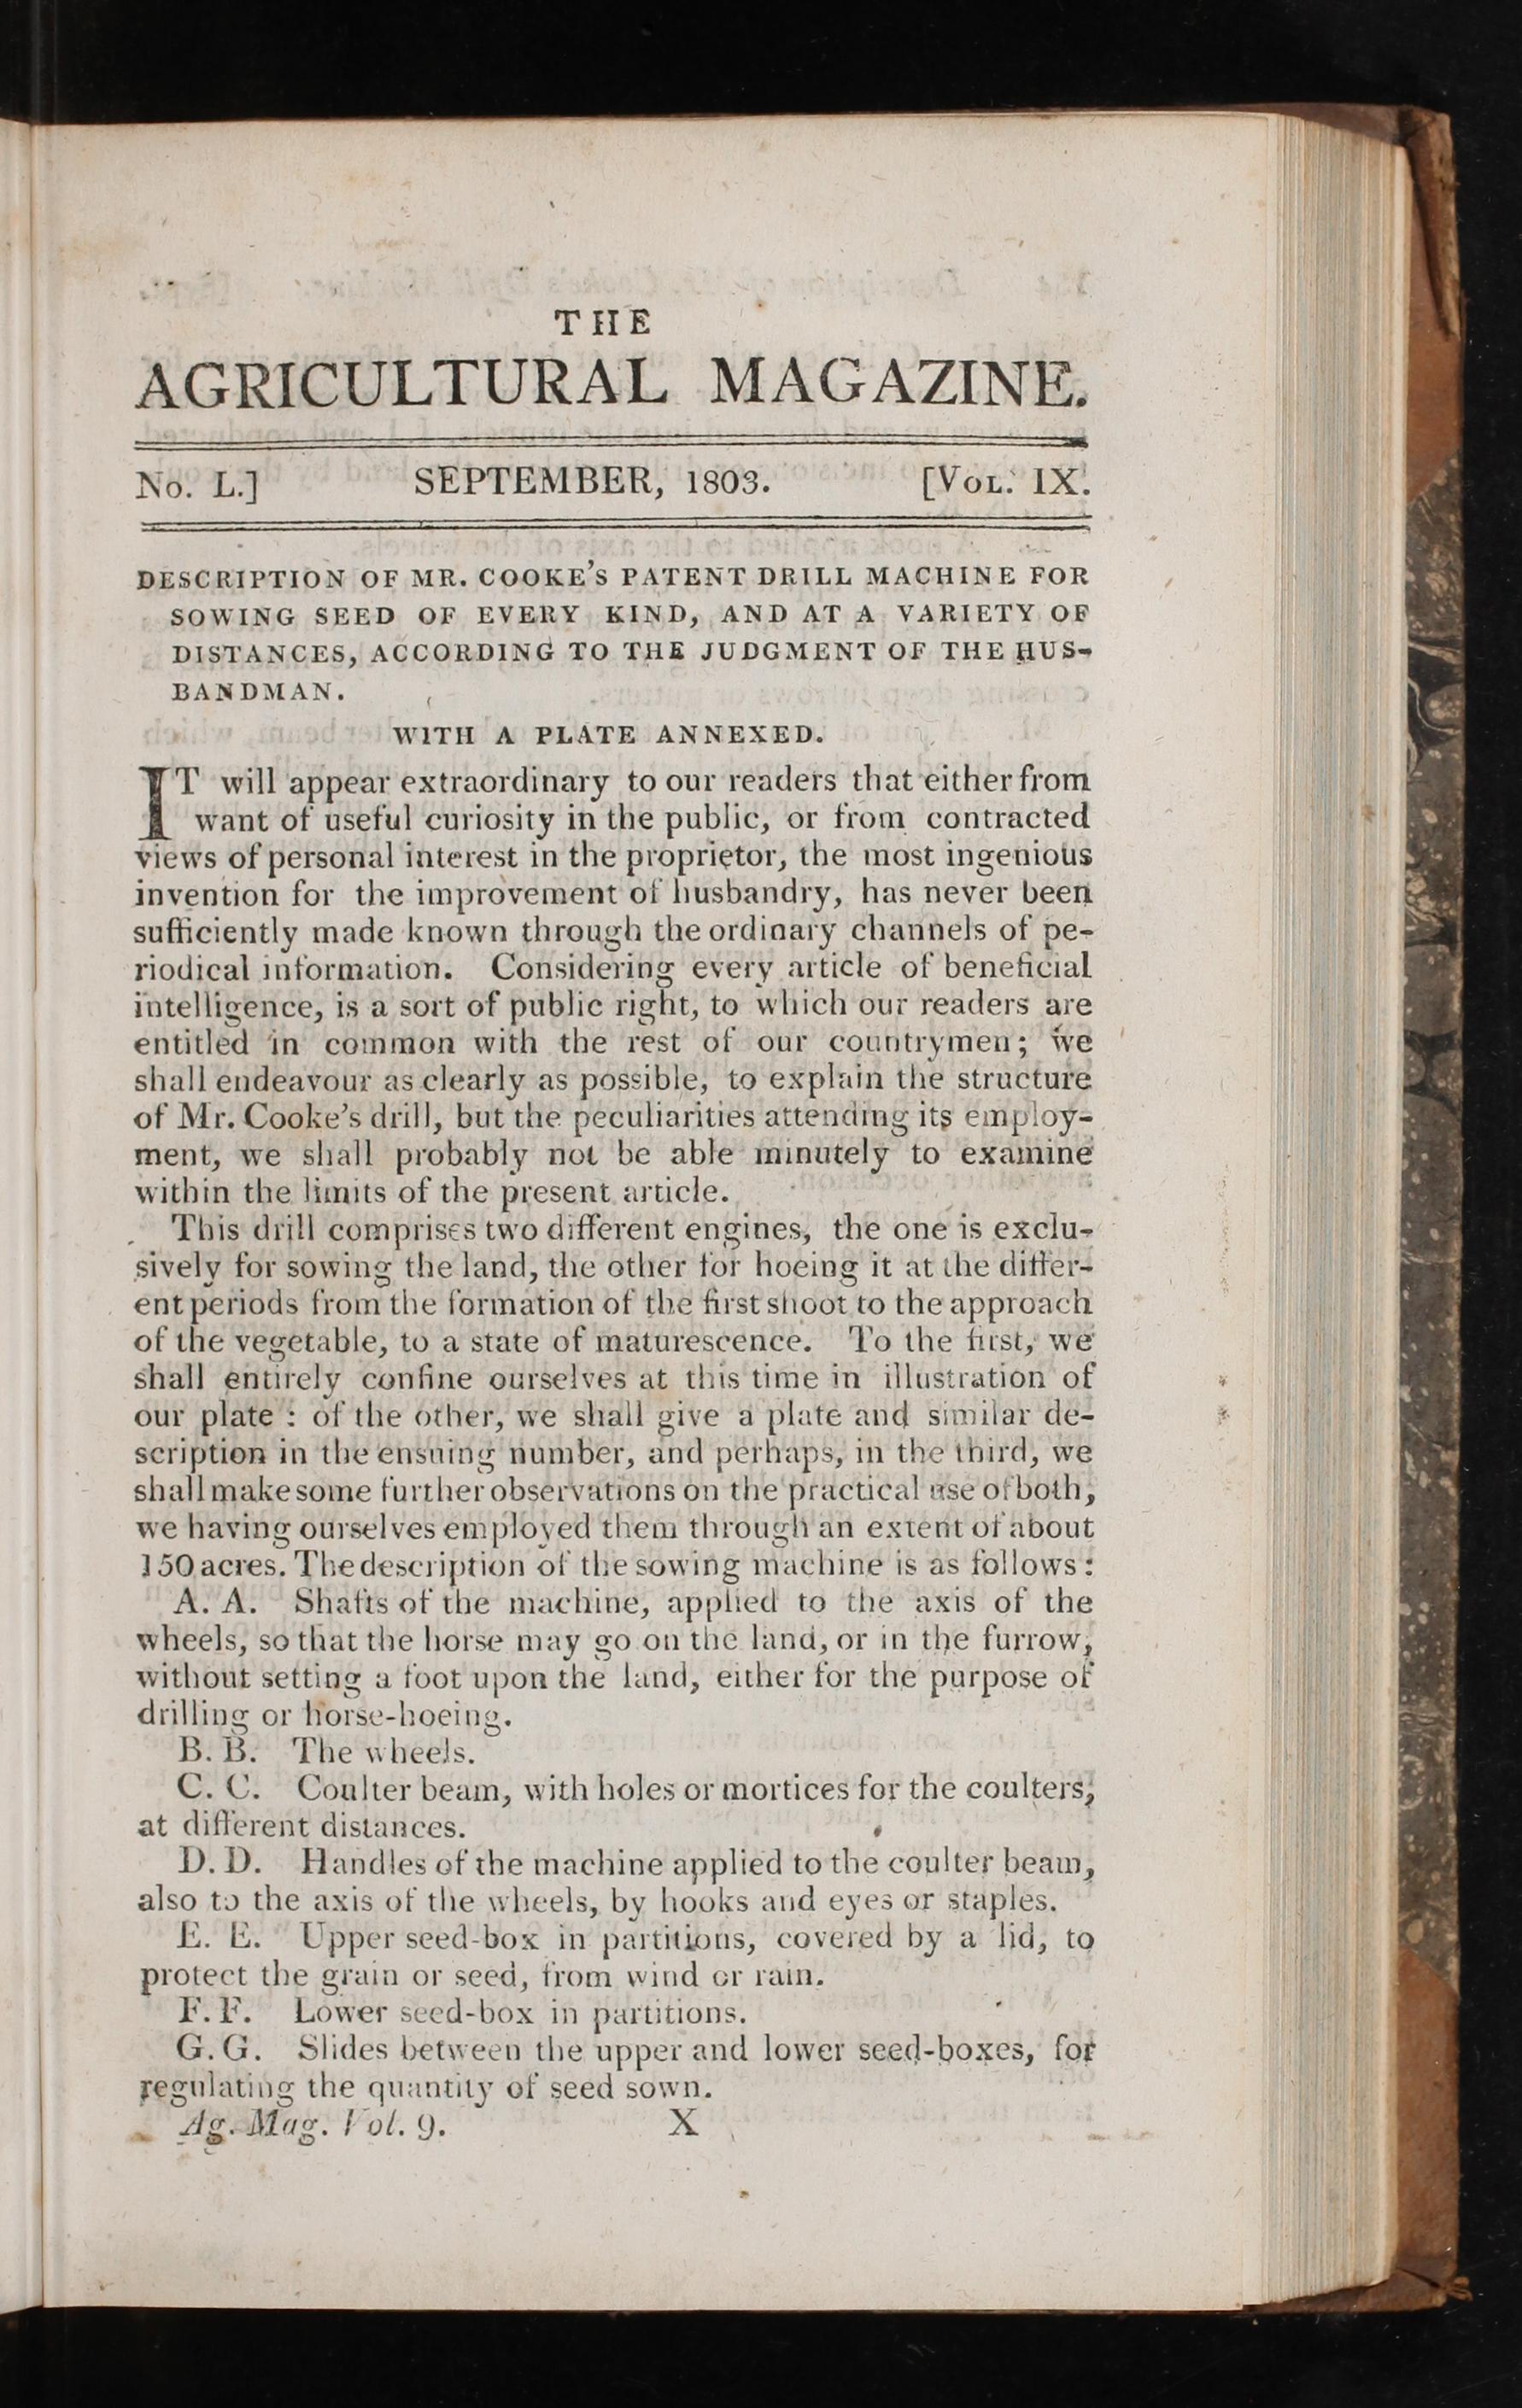 THE
AGRICULTURAL MAGAZINE.
No. L.] SEPTEMBER, 1803. [VOL. IX.
DESCRIPTION OF MR. COOKE'S PATENT DRILL MACHINE FOR
SOWING SEED OF EVERY KIND, AND AT A VARIETY OF
DISTANCES, ACCORDING TO THE JUDGMENT OF THE HUS-
BANDMAN.
WITH A PLATE ANNEXED.
IT will appear extraordinary to our readers that either from
want of useful curiosity in the public, or from contracted
views of personal interest in the proprietor, the most ingenious
invention for the improvement of husbandry, has never been
sufficiently made known through the ordinary channels of pe-
riodical information. Considering every article of beneficial
intelligence, is a sort of public right, to which our readers are
entitled in common with the rest of our countrymen; we
shall endeavour as clearly as possible, to explain the structure
of Mr. Cooke's drill, but the peculiarities attending its employ-
ment, we shall probably not be able minutely to examine
within the limits of the present article.
This drill comprises two different engines, the one is exclu-
sively for sowing the land, the other for hoeing it at the differ-
ent periods from the formation of the first shoot to the approach
of the vegetable, to a state of maturescence. To the first, we
shall entirely confine ourselves at this time in illustration of
our plate : of the other, we shall give a plate and similar de-
scription in the ensuing number, and perhaps, in the third, we
shall make some further observations on the practical use of both,
we having ourselves employed them through an extent of about
150 acres. The description of the sowing machine is as follows:
A. A. Shafts of the machine, applied to the axis of the
wheels, so that the horse may go on the land, or in the furrow,
without setting a foot upon the land, either for the purpose of
drilling or horse-hoeing.
B. B. The wheels.
C. C. Coulter beam, with holes or mortices for the coulters,
at different distances.
D. D. Handles of the machine applied to the coulter beam,
also to the axis of the wheels, by hooks and eyes or staples.
E. E. Upper seed-box in partitions, covered by a lid, to
protect the grain or seed, from wind or rain.
F. F. Lower seed-box in partitions.
G. G. Slides between the upper and lower seed-boxes, for
regulating the quantity of seed sown.
Ag. Mag. Vol. 9. X